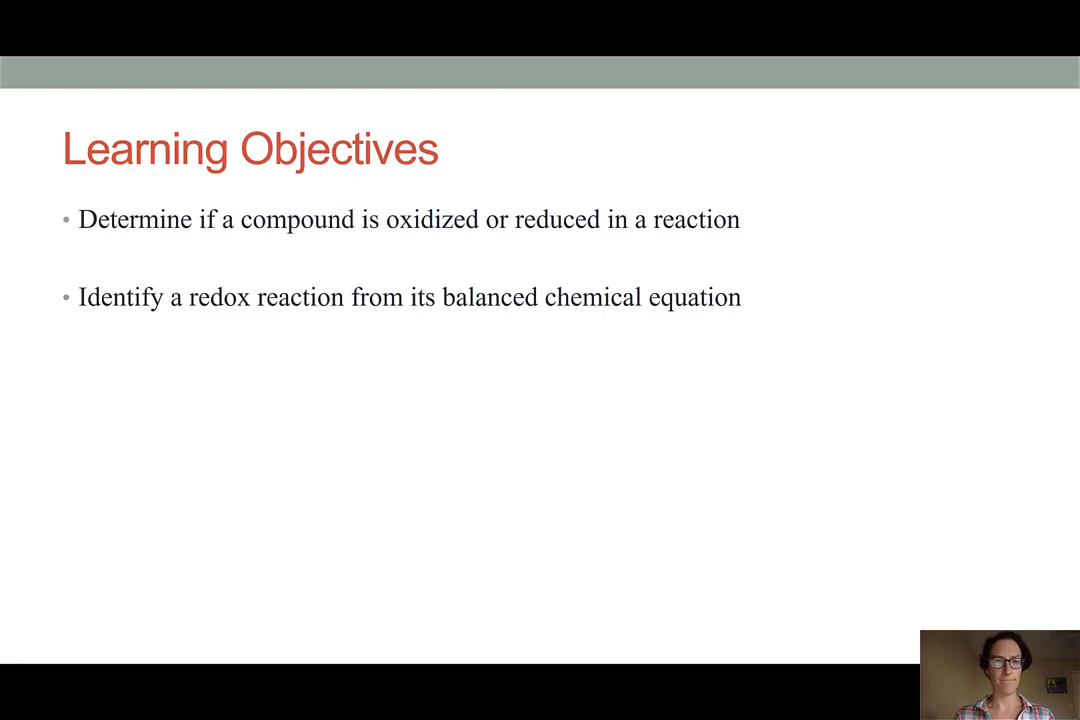 Learning Objectives
• Determine if a compound is oxidized or reduced in a reaction
• Identify a redox reaction from its balanced chemical equation